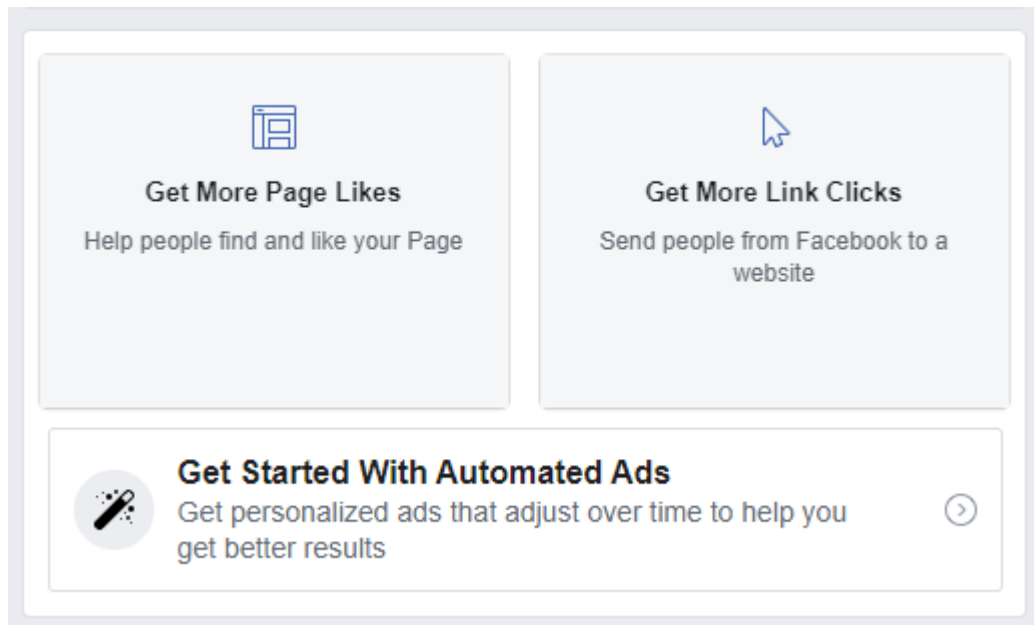 Get More Page Likes
Help people find and like your Page
Get More Link Clicks
Send people from Facebook to a
website
Get Started With Automated Ads
Get personalized ads that adjust over time to help you
get better results